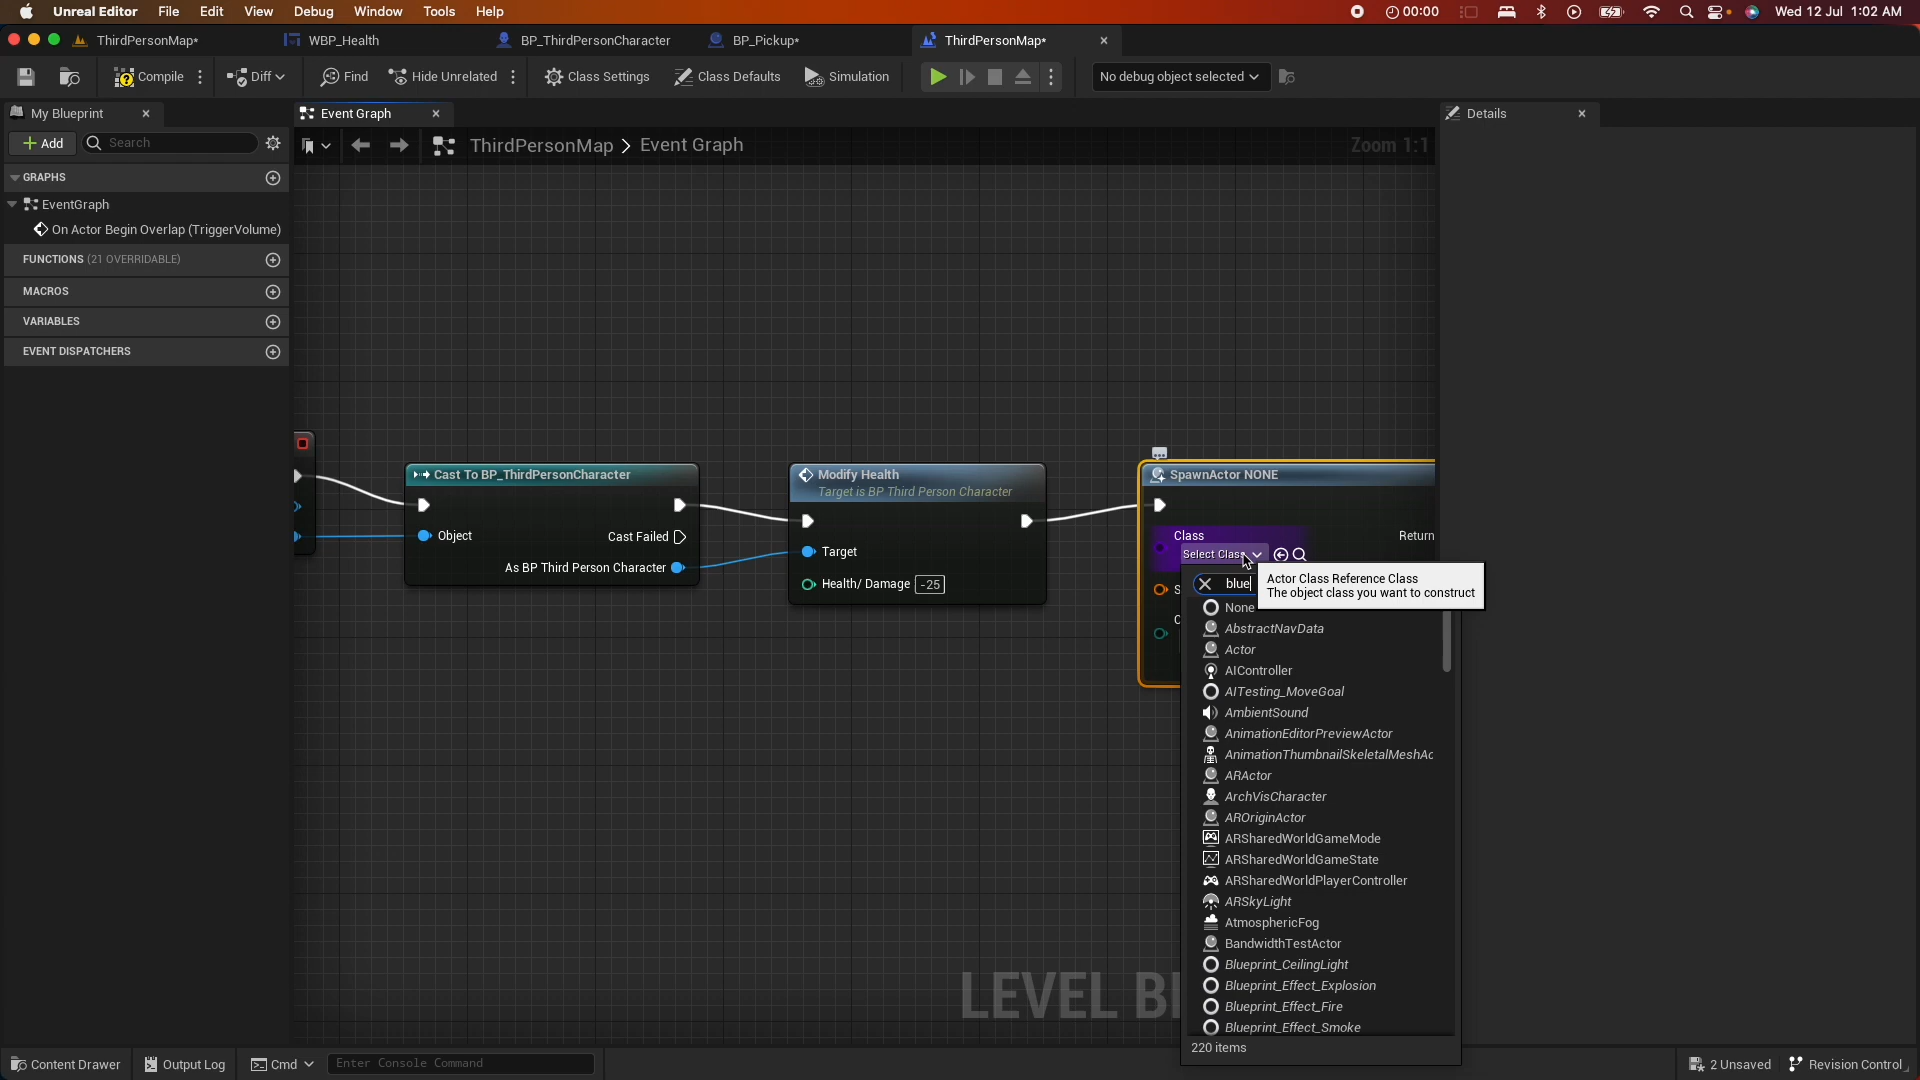 Unreal Editor File Edit View Debug Window Tools Help 00:00 Wed 12 Jul 1:02 AM
ThirdPersonMap* WBP_Health BP_ThirdPersonCharacter BP_Pickup* ThirdPersonMap*
Compile Diff Find Hide Unrelated Class Settings Class Defaults Simulation No debug object selected
My Blueprint Event Graph Details
Add Search ThirdPersonMap > Event Graph Zoom 1:1
GRAPHS
EventGraph
On Actor Begin Overlap (TriggerVolume)
FUNCTIONS (21 OVERRIDABLE)
MACROS
VARIABLES
EVENT DISPATCHERS
Cast To BP_ThirdPersonCharacter
Object
Cast Failed
As BP Third Person Character
Modify Health
Target is BP Third Person Character
Target
Health/ Damage -25
SpawnActor NONE
Class Return
Select Class
blue
Actor Class Reference Class
The object class you want to construct
None
AbstractNavData
Actor
AIController
AITesting_MoveGoal
AmbientSound
AnimationEditorPreviewActor
AnimationThumbnailSkeletalMeshAc
ARActor
ArchVisCharacter
AROriginActor
ARSharedWorldGameMode
ARSharedWorldGameState
ARSharedWorldPlayerController
ARSkyLight
AtmosphericFog
BandwidthTestActor
Blueprint_CeilingLight
Blueprint_Effect_Explosion
Blueprint_Effect_Fire
Blueprint_Effect_Smoke
220 items
LEVEL B
Content Drawer Output Log Cmd Enter Console Command 2 Unsaved Revision Control